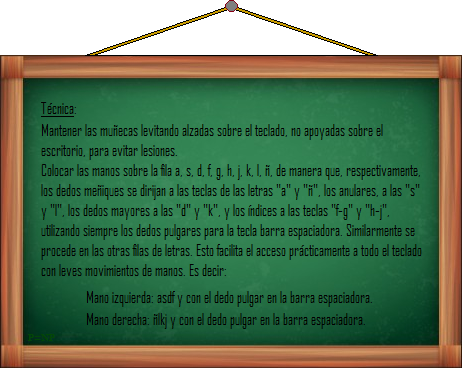 Técnica:
Mantener las muñecas levitando alzadas sobre el teclado, no apoyadas sobre el
escritorio, para evitar lesiones.
Colocar las manos sobre la fila a, s, d, f, g, h, j, k, l, ñ, de manera que, respectivamente,
los dedos meñiques se dirijan a las teclas de las letras "a" y "ñ", los anulares, a las "s"
y "l", los dedos mayores a las "d" y "k", y los índices a las teclas "f-g" y "h-j",
utilizando siempre los dedos pulgares para la tecla barra espaciadora. Similarmente se
procede en las otras filas de letras. Esto facilita el acceso prácticamente a todo el teclado
con leves movimientos de manos. Es decir:
Mano izquierda: asdf y con el dedo pulgar en la barra espaciadora.
Mano derecha: ñlkj y con el dedo pulgar en la barra espaciadora.